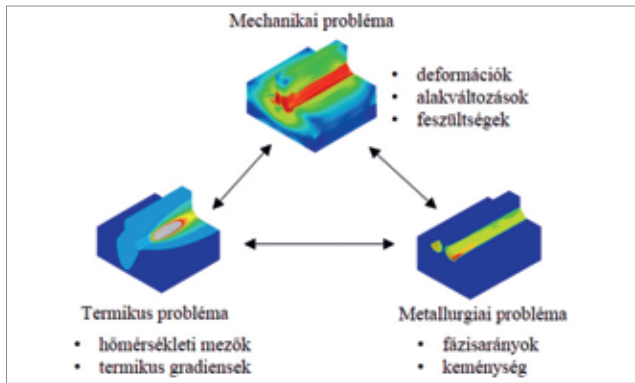 Mechanikai probléma
• deformációk
• alakváltozások
• feszültségek
Termikus probléma
• hőmérsékleti mezők
• termikus gradiensek
Metallurgiai probléma
• fázisarányok
• keménység